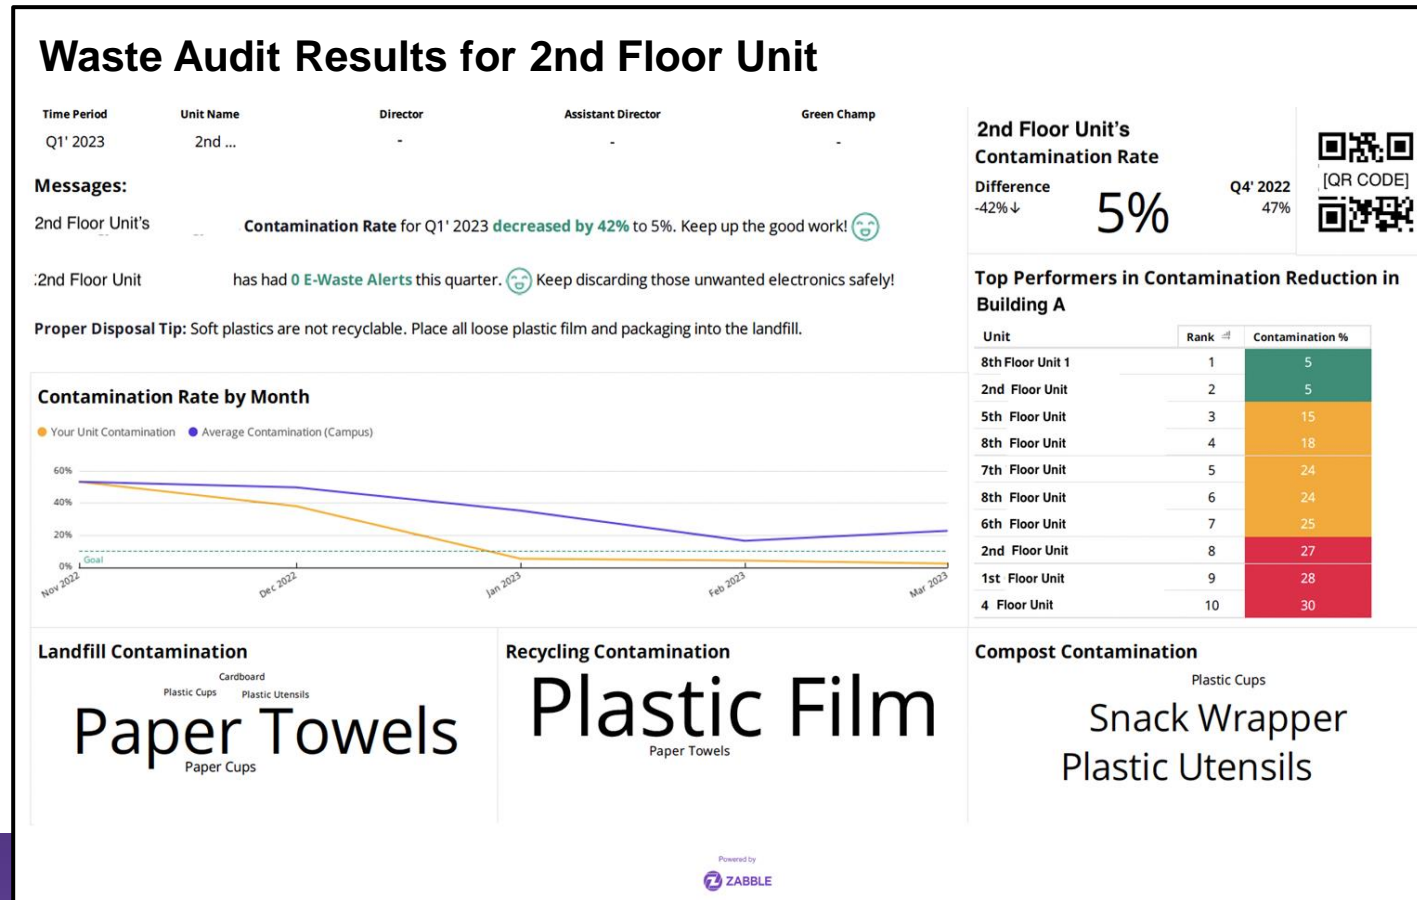 Waste Audit Results for 2nd Floor Unit
Time Period Unit Name Director Assistant Director Green Champ
Q1' 2023 2nd ... - - -
Messages:
2nd Floor Unit's Contamination Rate for Q1' 2023 decreased by 42% to 5%. Keep up the good work!
2nd Floor Unit has had 0 E-Waste Alerts this quarter. Keep discarding those unwanted electronics safely!
Proper Disposal Tip: Soft plastics are not recyclable. Place all loose plastic film and packaging into the landfill.
2nd Floor Unit's
Contamination Rate
Difference
-42%↓
5%
Q4' 2022
47%
[QR CODE]
Top Performers in Contamination Reduction in
Building A
Unit Rank Contamination %
8th Floor Unit 1 1 5
2nd Floor Unit 2 5
5th Floor Unit 3 15
8th Floor Unit 4 18
7th Floor Unit 5 24
8th Floor Unit 6 24
6th Floor Unit 7 25
2nd Floor Unit 8 27
1st Floor Unit 9 28
4 Floor Unit 10 30
Contamination Rate by Month
Your Unit Contamination Average Contamination (Campus)
60%
40%
20%
0%
Goal
Nov 2022 Dec 2022 Jan 2023 Feb 2023 Mar 2023
Landfill Contamination
Cardboard
Plastic Cups Plastic Utensils
Paper Towels
Paper Cups
Recycling Contamination
Plastic Film
Paper Towels
Compost Contamination
Plastic Cups
Snack Wrapper
Plastic Utensils
Powered by
ZABBLE